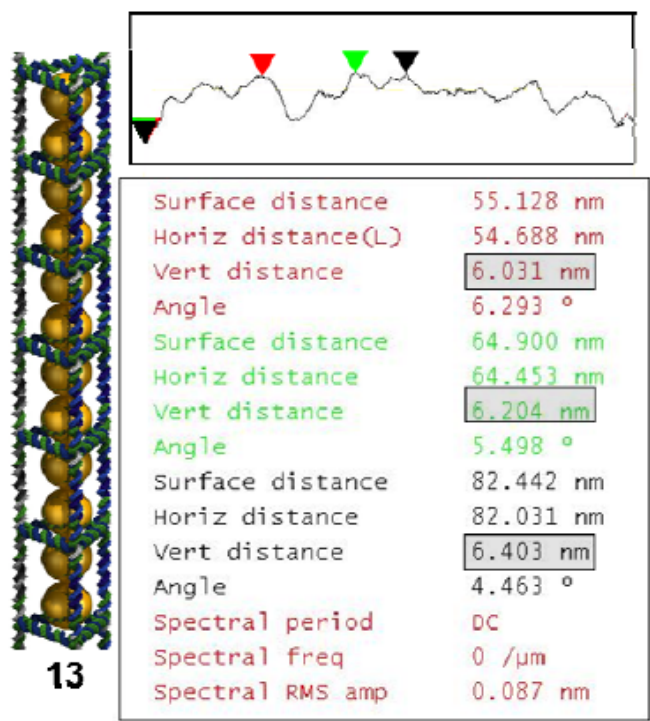 Surface distance 55.128 nm
Horiz distance(L) 54.688 nm
Vert distance 6.031 nm
Angle 6.293 °
Surface distance 64.900 nm
Horiz distance 64.453 nm
Vert distance 6.204 nm
Angle 5.498 °
Surface distance 82.442 nm
Horiz distance 82.031 nm
Vert distance 6.403 nm
Angle 4.463 °
Spectral period DC
Spectral freq 0 /µm
Spectral RMS amp 0.087 nm
13